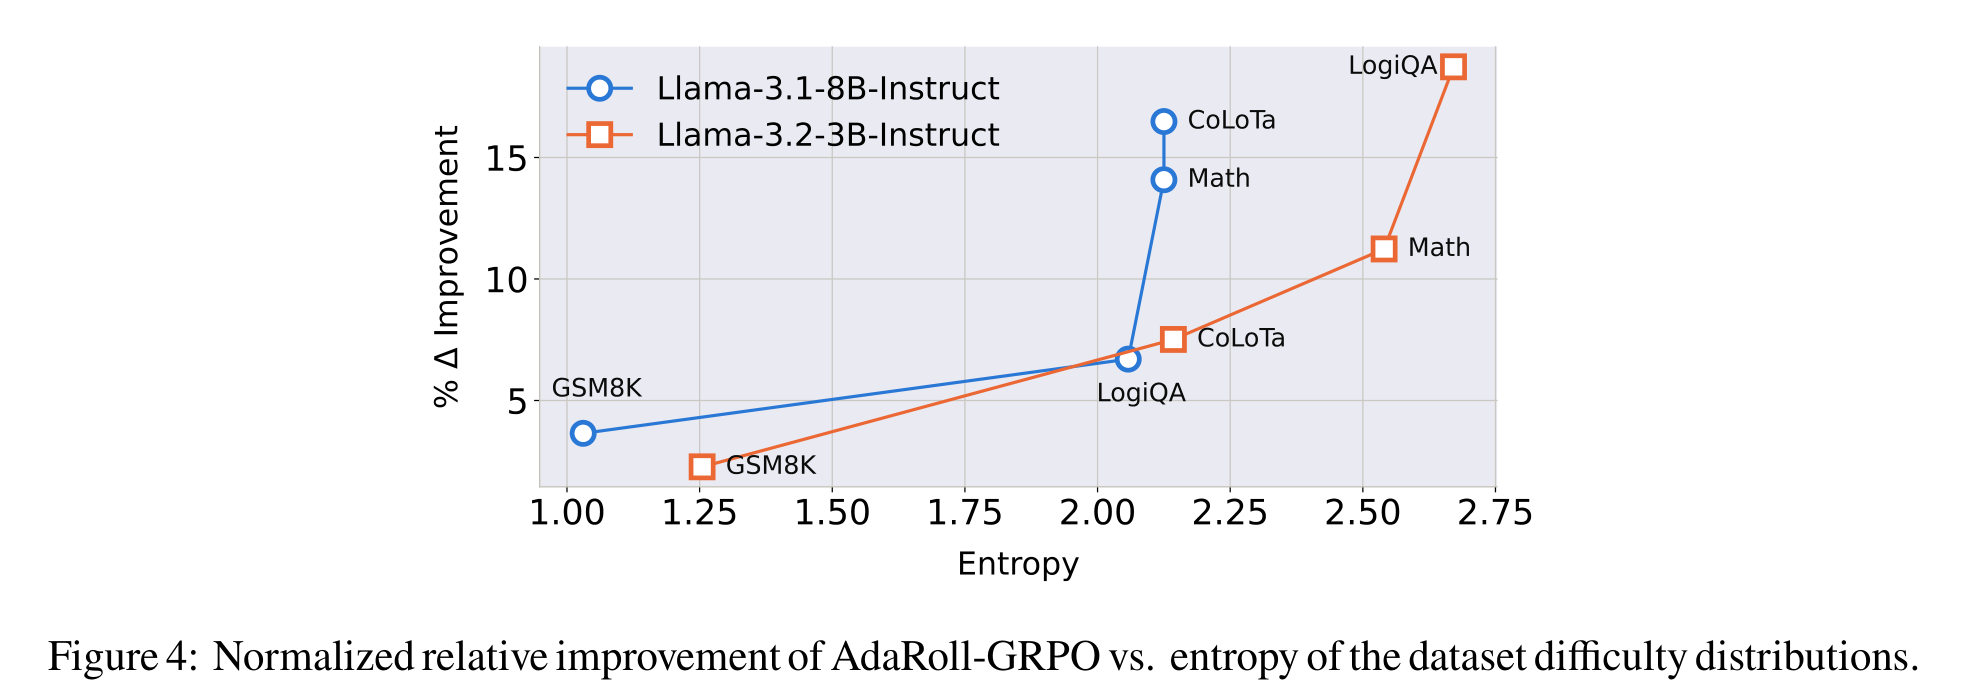 Llama-3.1-8B-Instruct
Llama-3.2-3B-Instruct
LogiQA
CoLoTa
Math
Math
CoLoTa
LogiQA
GSM8K
GSM8K
% Δ Improvement
15
10
5
1.00 1.25 1.50 1.75 2.00 2.25 2.50 2.75
Entropy
Figure 4: Normalized relative improvement of AdaRoll-GRPO vs. entropy of the dataset difficulty distributions.